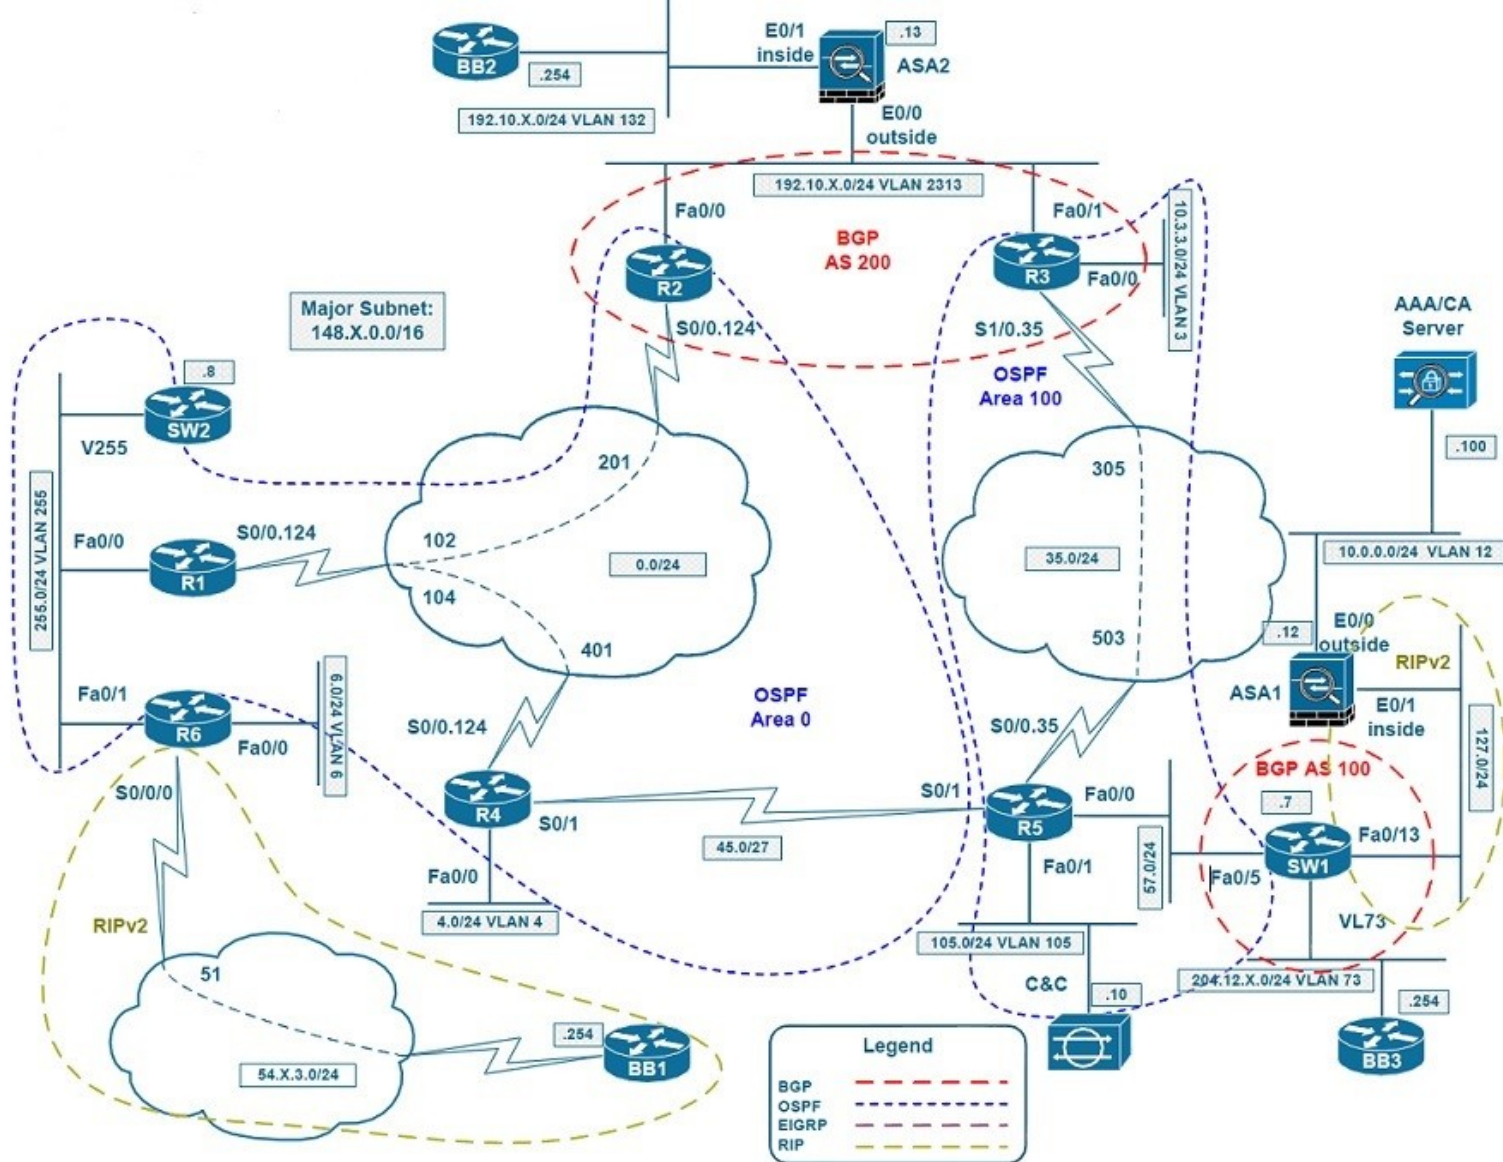 BB2
.254
192.10.X.0/24 VLAN 132
E0/1
inside
.13
ASA2
E0/0
outside
192.10.X.0/24 VLAN 2313
Fa0/0
Fa0/1
BGP
AS 200
R2
R3
Fa0/0
10.3.3.0/24 VLAN 3
Major Subnet:
148.X.0.0/16
S0/0.124
S1/0.35
OSPF
Area 100
AAA/CA
Server
.100
.8
SW2
V255
255.0/24 VLAN 255
Fa0/0
R1
S0/0.124
201
102
104
401
0.0/24
305
35.0/24
503
10.0.0.0/24 VLAN 12
.12
E0/0
outside
RIPv2
ASA1
E0/1
inside
127.0/24
Fa0/1
R6
Fa0/0
6.0/24 VLAN 6
S0/0/0
S0/0.124
OSPF
Area 0
S0/0.35
R4
S0/1
45.0/27
S0/1
R5
Fa0/0
57.0/24
BGP AS 100
.7
Fa0/13
SW1
Fa0/5
VL73
Fa0/0
4.0/24 VLAN 4
Fa0/1
105.0/24 VLAN 105
C&C
.10
204.12.X.0/24 VLAN 73
.254
BB3
RIPv2
51
54.X.3.0/24
.254
BB1
Legend
BGP
OSPF
EIGRP
RIP